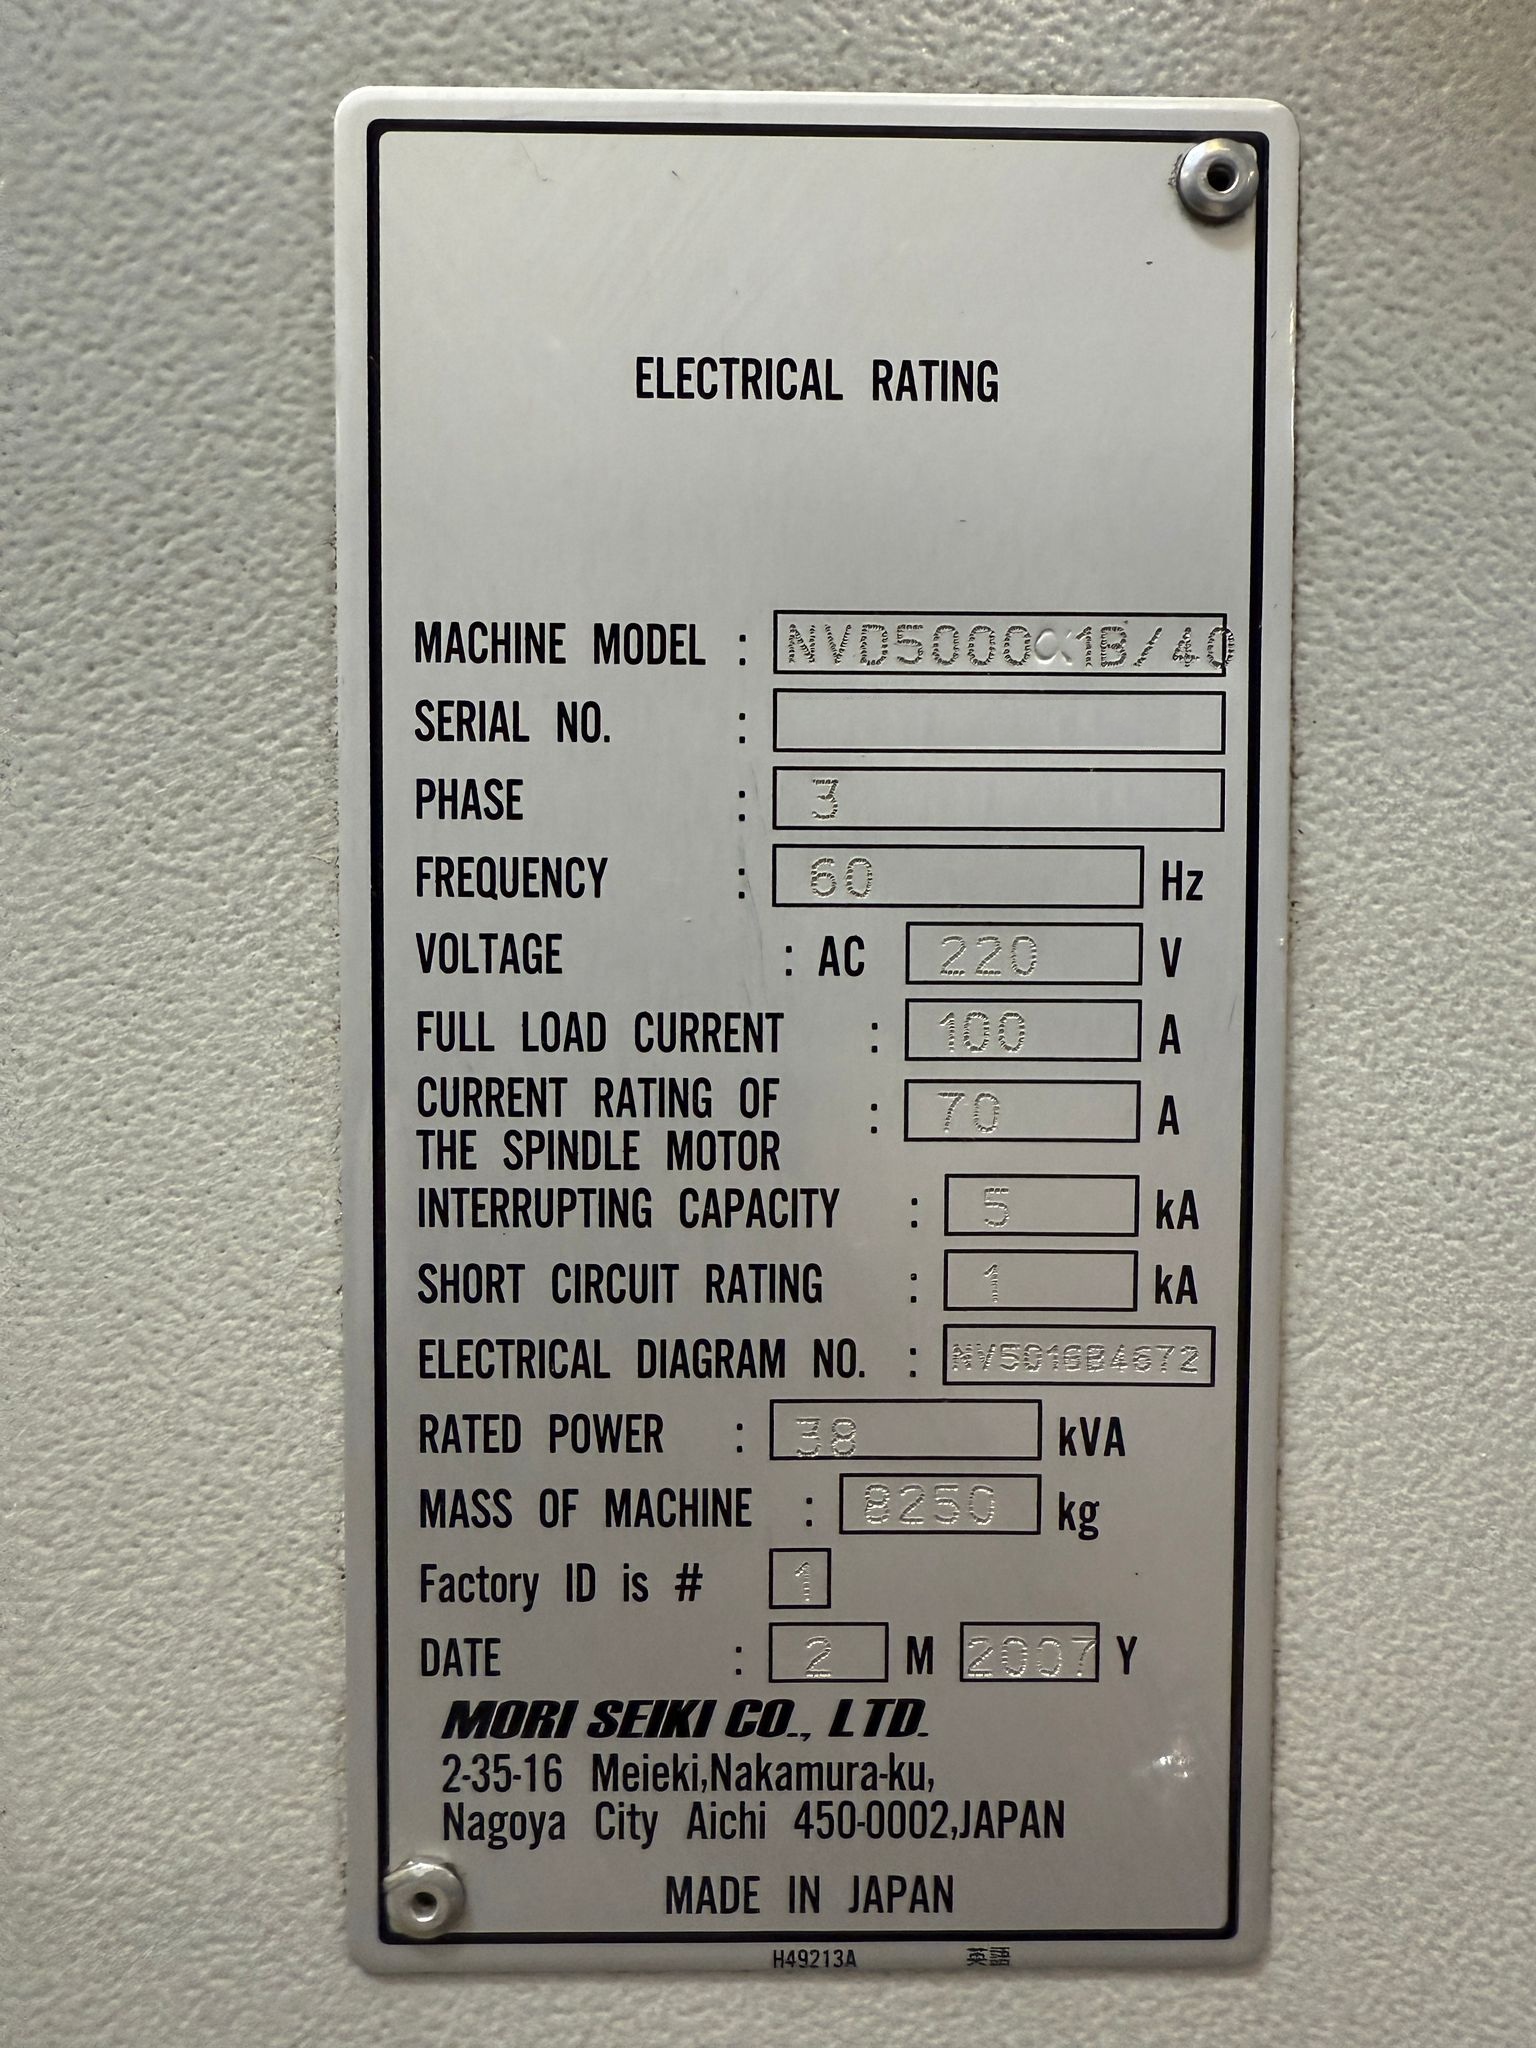 ELECTRICAL RATING
MACHINE MODEL : NVD5000α1B/40
SERIAL NO. :
PHASE : 3
FREQUENCY : 60 Hz
VOLTAGE : AC 220 V
FULL LOAD CURRENT : 100 A
CURRENT RATING OF
THE SPINDLE MOTOR : 70 A
INTERRUPTING CAPACITY : 5 kA
SHORT CIRCUIT RATING : 1 kA
ELECTRICAL DIAGRAM NO. : NV5016B4672
RATED POWER : 38 kVA
MASS OF MACHINE : 8250 kg
Factory ID is # 1
DATE : 2 M 2007 Y
MORI SEIKI CO., LTD.
2-35-16 Meieki,Nakamura-ku,
Nagoya City Aichi 450-0002,JAPAN
MADE IN JAPAN
H49213A 英語